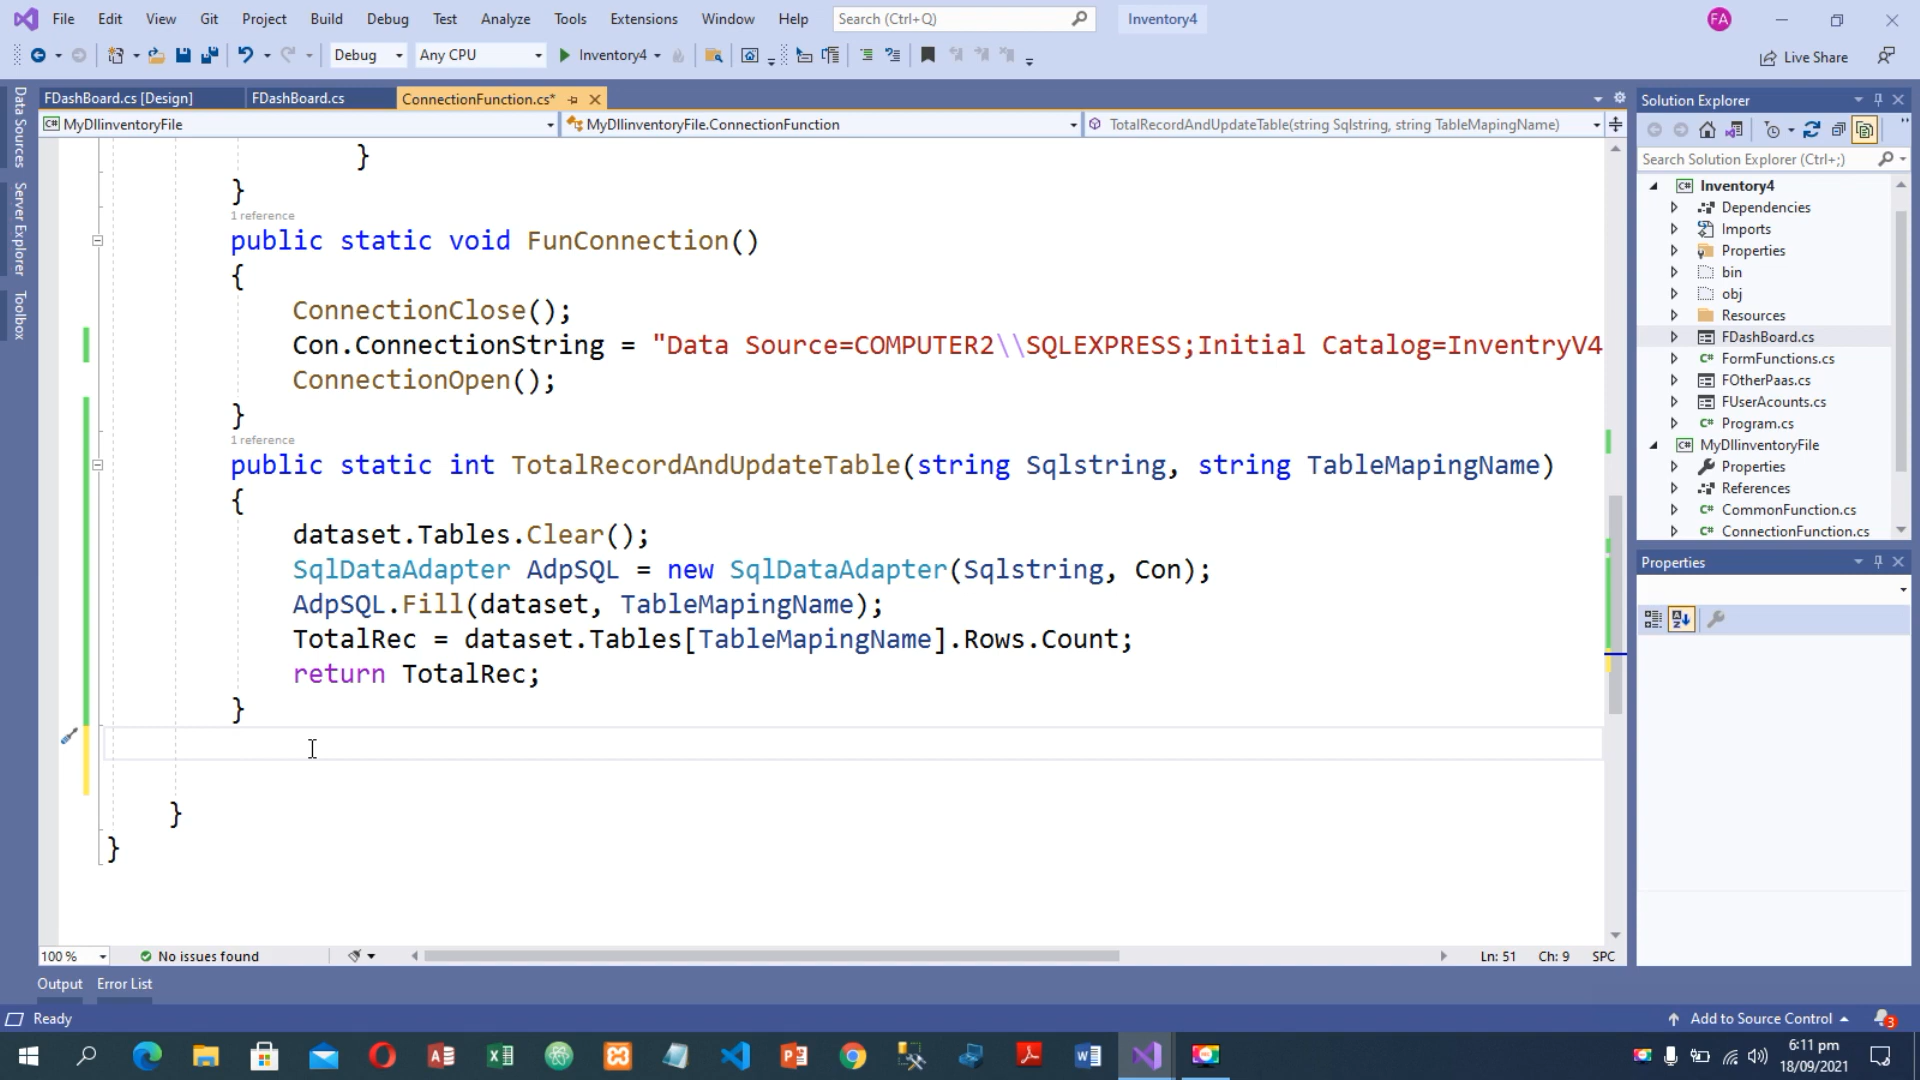 File Edit View Git Project Build Debug Test Analyze Tools Extensions Window Help Search (Ctrl+Q) Inventory4 FA
Debug Any CPU Inventory4 Live Share
FDashBoard.cs [Design] FDashBoard.cs ConnectionFunction.cs*
MyDllinventoryFile MyDllinventoryFile.ConnectionFunction TotalRecordAndUpdateTable(string Sqlstring, string TableMapingName)
Data Sources
Server Explorer
Toolbox
}
}
1 reference
public static void FunConnection()
{
ConnectionClose();
Con.ConnectionString = "Data Source=COMPUTER2\\SQLEXPRESS;Initial Catalog=InventryV4
ConnectionOpen();
}
1 reference
public static int TotalRecordAndUpdateTable(string Sqlstring, string TableMapingName)
{
dataset.Tables.Clear();
SqlDataAdapter AdpSQL = new SqlDataAdapter(Sqlstring, Con);
AdpSQL.Fill(dataset, TableMapingName);
TotalRec = dataset.Tables[TableMapingName].Rows.Count;
return TotalRec;
}
}
}
100 % No issues found Ln: 51 Ch: 9 SPC
Solution Explorer
Search Solution Explorer (Ctrl+;)
Inventory4
Dependencies
Imports
Properties
bin
obj
Resources
FDashBoard.cs
FormFunctions.cs
FOtherPaas.cs
FUserAcounts.cs
Program.cs
MyDllinventoryFile
Properties
References
CommonFunction.cs
ConnectionFunction.cs
Properties
Output Error List
Ready Add to Source Control 3
6:11 pm
18/09/2021